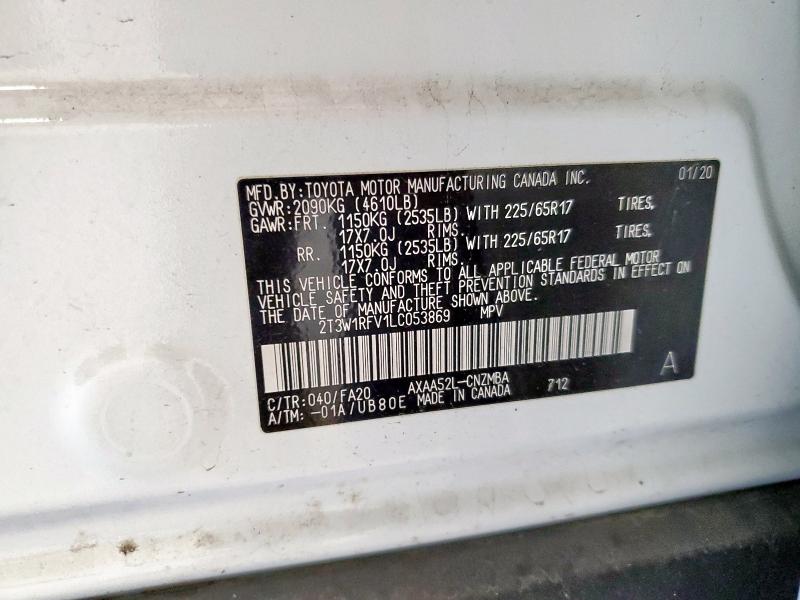 MFD.BY:TOYOTA MOTOR MANUFACTURING CANADA INC. 01/20
GVWR:2090KG (4610LB)
GAWR:FRT. 1150KG (2535LB) WITH 225/65R17 TIRES,
17X7.0J RIMS,
RR. 1150KG (2535LB) WITH 225/65R17 TIRES,
17X7.0J RIMS.
THIS VEHICLE CONFORMS TO ALL APPLICABLE FEDERAL MOTOR
VEHICLE SAFETY AND THEFT PREVENTION STANDARDS IN EFFECT ON
THE DATE OF MANUFACTURE SHOWN ABOVE.
2T3W1RFV1LC053869 MPV
C/TR:040/FA20 AXAA52L-CNZMBA 712
A/TM:-01A/UB80E MADE IN CANADA A